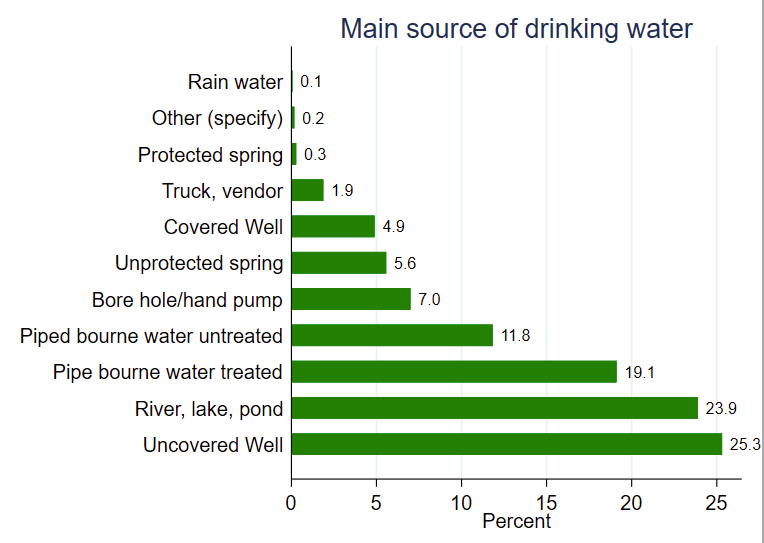 Main source of drinking water
Rain water 0.1
Other (specify) 0.2
Protected spring 0.3
Truck, vendor 1.9
Covered Well 4.9
Unprotected spring 5.6
Bore hole/hand pump 7.0
Piped bourne water untreated 11.8
Pipe bourne water treated 19.1
River, lake, pond 23.9
Uncovered Well 25.3
0 5 10 15 20 25
Percent